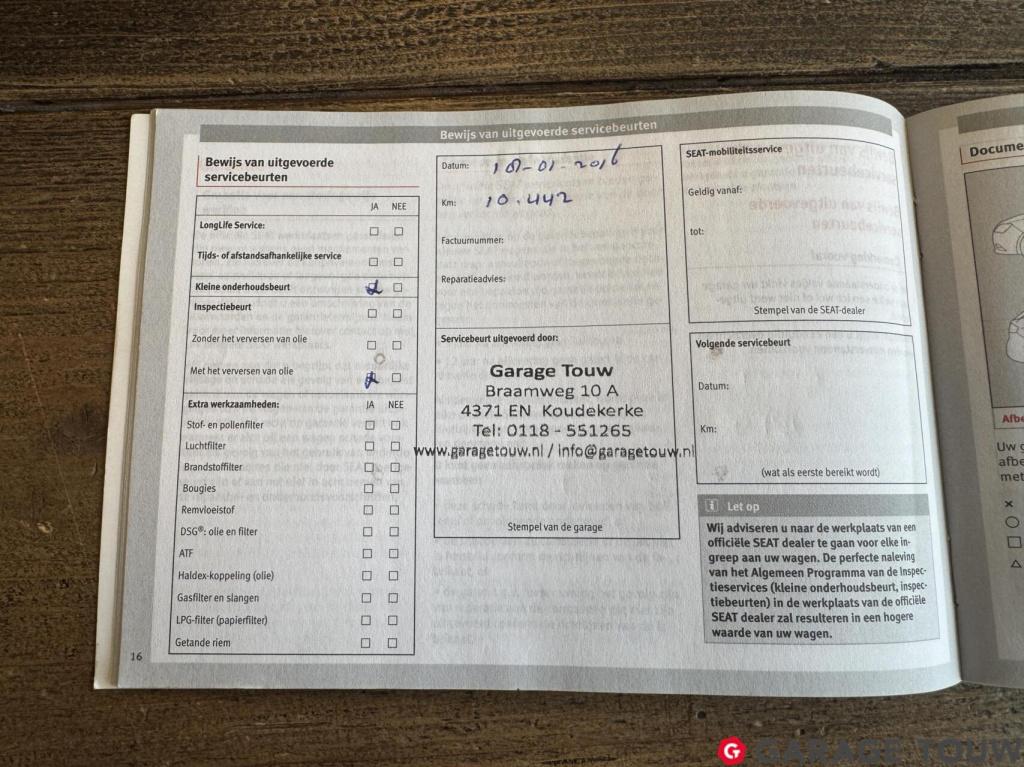 Bewijs van uitgevoerde servicebeurten
Bewijs van uitgevoerde
servicebeurten
JA NEE
LongLife Service:
Tijds- of afstandsafhankelijke service
Kleine onderhoudsbeurt
Inspectiebeurt
Zonder het verversen van olie
Met het verversen van olie
Extra werkzaamheden: JA NEE
Stof- en pollenfilter
Luchtfilter
Brandstoffilter
Bougies
Remvloeistof
DSG®: olie en filter
ATF
Haldex-koppeling (olie)
Gasfilter en slangen
LPG-filter (papierfilter)
Getande riem
16
Datum: 18-01-2016
Km: 10.442
Factuurnummer:
Reparatieadvies:
Servicebeurt uitgevoerd door:
Garage Touw
Braamweg 10 A
4371 EN Koudekerke
Tel: 0118 - 551265
www.garagetouw.nl / info@garagetouw.nl
Stempel van de garage
SEAT-mobiliteitsservice
Geldig vanaf:
tot:
Stempel van de SEAT-dealer
Volgende servicebeurt
Datum:
Km:
(wat als eerste bereikt wordt)
i Let op
Wij adviseren u naar de werkplaats van een
officiële SEAT dealer te gaan voor elke in-
greep aan uw wagen. De perfecte naleving
van het Algemeen Programma van de Inspec-
tieservices (kleine onderhoudsbeurt, inspec-
tiebeurten) in de werkplaats van de officiële
SEAT dealer zal resulteren in een hogere
waarde van uw wagen.
Docume
Afbe
Uw
afbe
met
G GARAGE TOUW